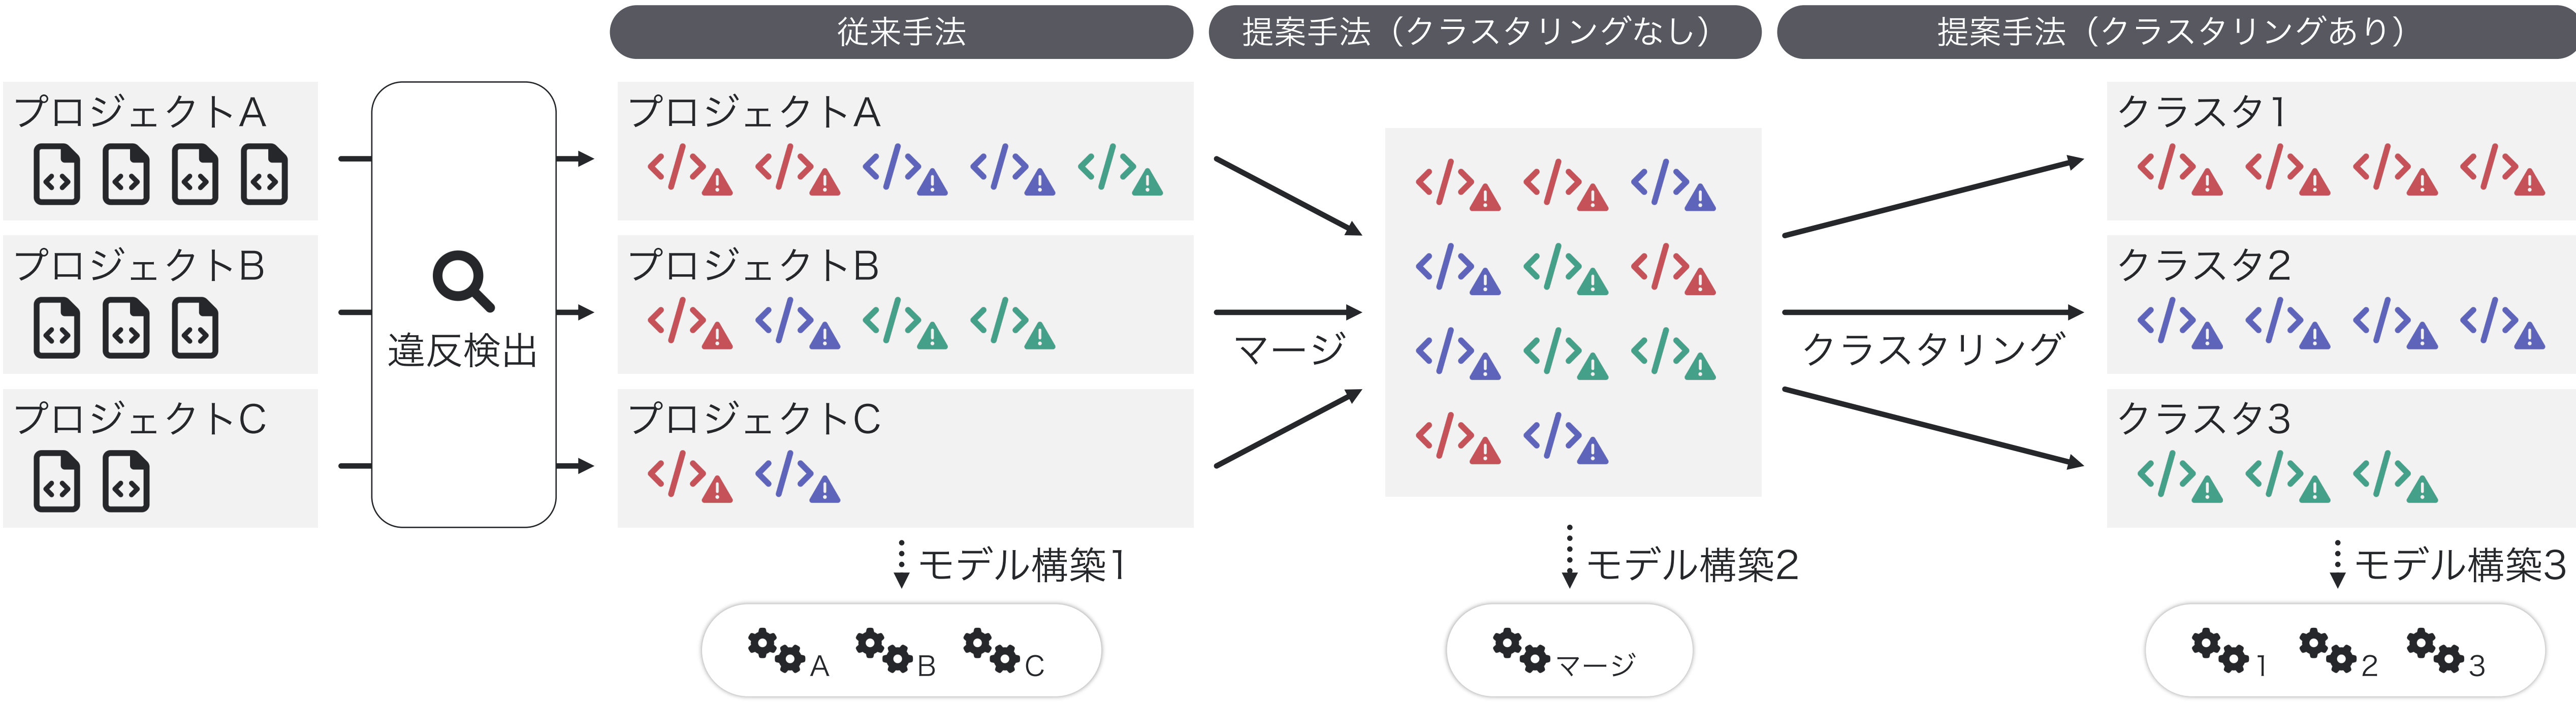 従来手法
提案手法（クラスタリングなし）
提案手法（クラスタリングあり）
プロジェクトA
プロジェクトB
プロジェクトC
違反検出
プロジェクトA
プロジェクトB
プロジェクトC
マージ
クラスタリング
クラスタ1
クラスタ2
クラスタ3
モデル構築1
モデル構築2
モデル構築3
A B C
マージ
1 2 3